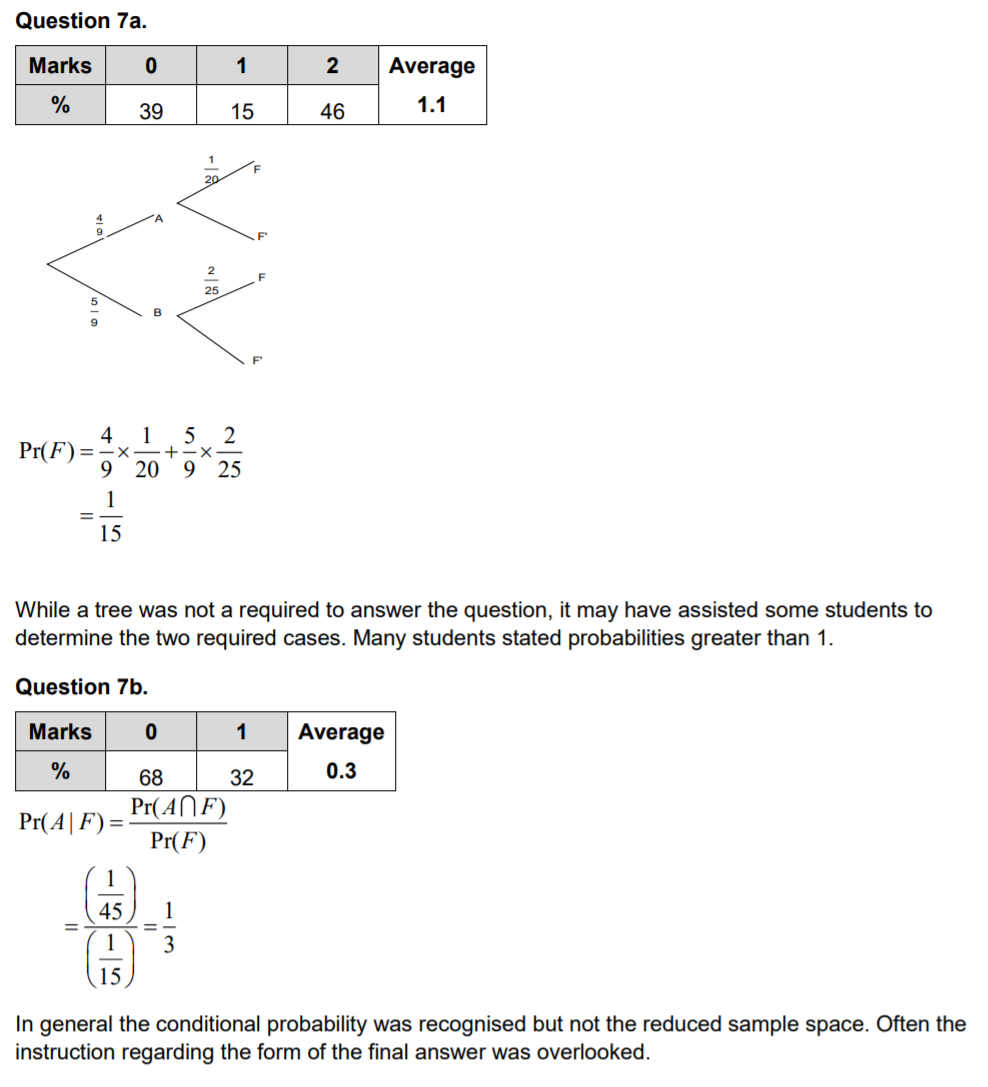 Question 7a.
Marks 0 1 2 Average
% 39 15 46 1.1
1
20 F
4
9 A
F'
2
25 F
5
9 B
F'
Pr(F) = 4/9 × 1/20 + 5/9 × 2/25
= 1/15
While a tree was not a required to answer the question, it may have assisted some students to
determine the two required cases. Many students stated probabilities greater than 1.
Question 7b.
Marks 0 1 Average
% 68 32 0.3
Pr(A | F) = Pr(A ∩ F) / Pr(F)
= (1/45) / (1/15) = 1/3
In general the conditional probability was recognised but not the reduced sample space. Often the
instruction regarding the form of the final answer was overlooked.